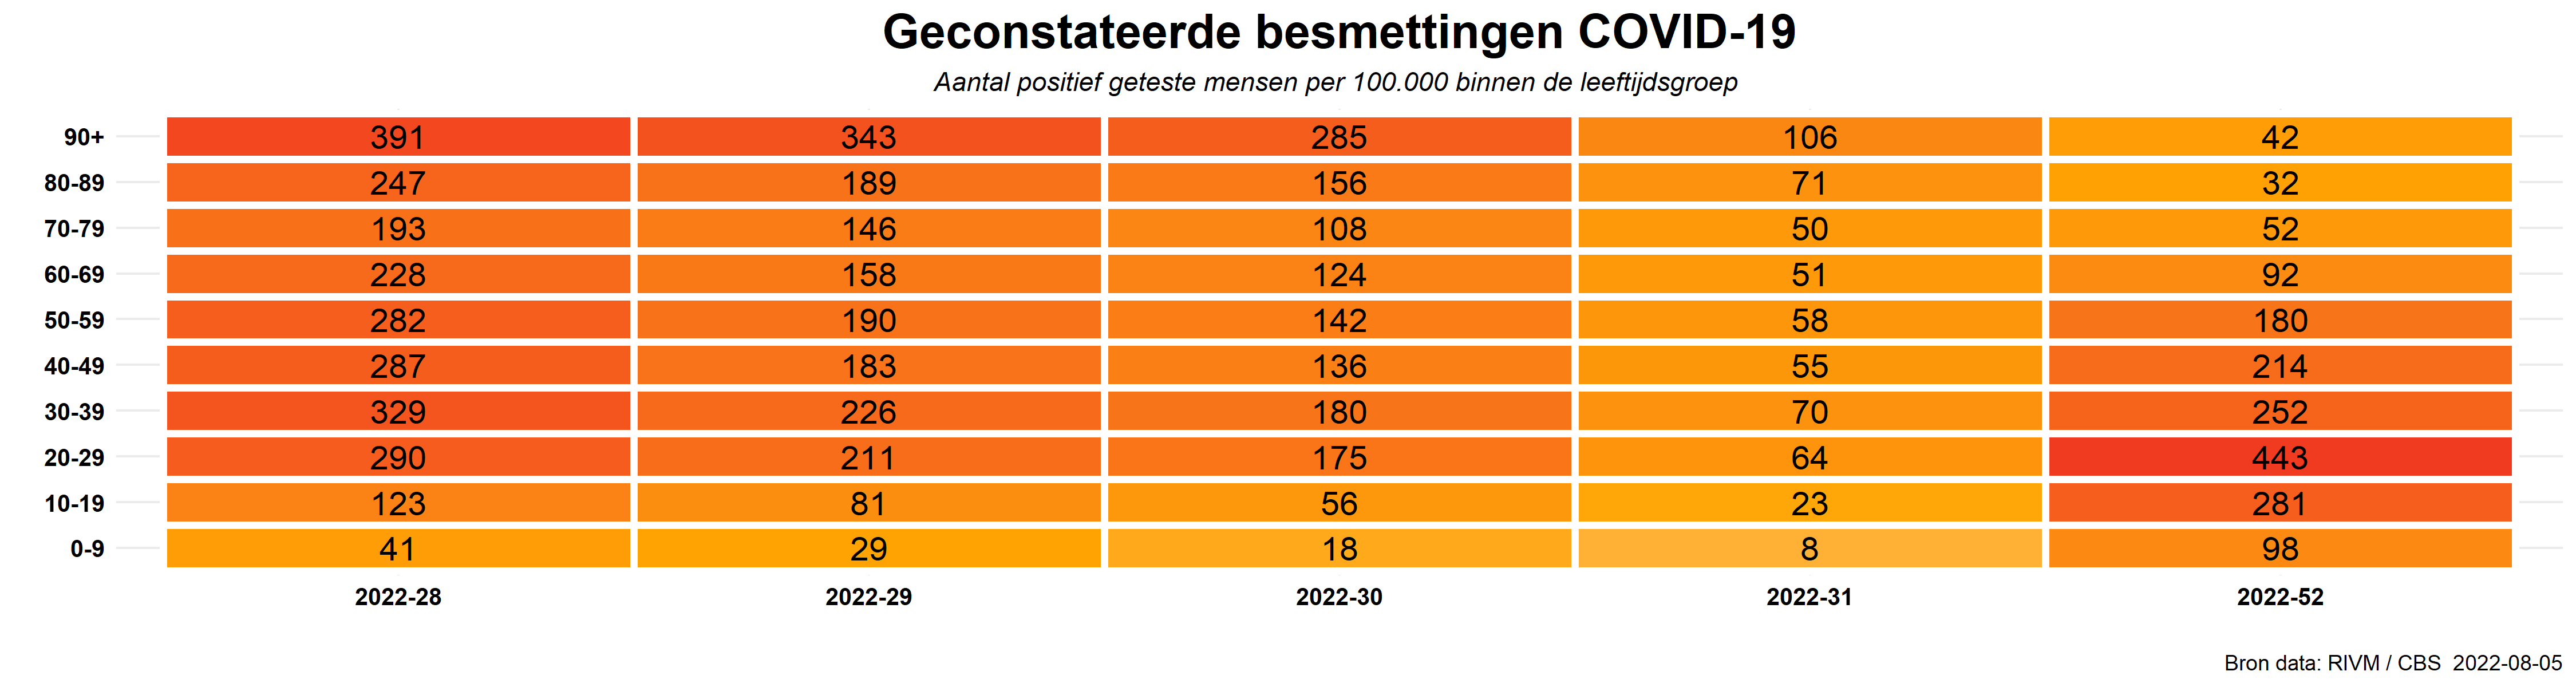 Geconstateerde besmettingen COVID-19
Aantal positief geteste mensen per 100.000 binnen de leeftijdsgroep
90+ 391 343 285 106 42
80-89 247 189 156 71 32
70-79 193 146 108 50 52
60-69 228 158 124 51 92
50-59 282 190 142 58 180
40-49 287 183 136 55 214
30-39 329 226 180 70 252
20-29 290 211 175 64 443
10-19 123 81 56 23 281
0-9 41 29 18 8 98
2022-28 2022-29 2022-30 2022-31 2022-52
Bron data: RIVM / CBS  2022-08-05